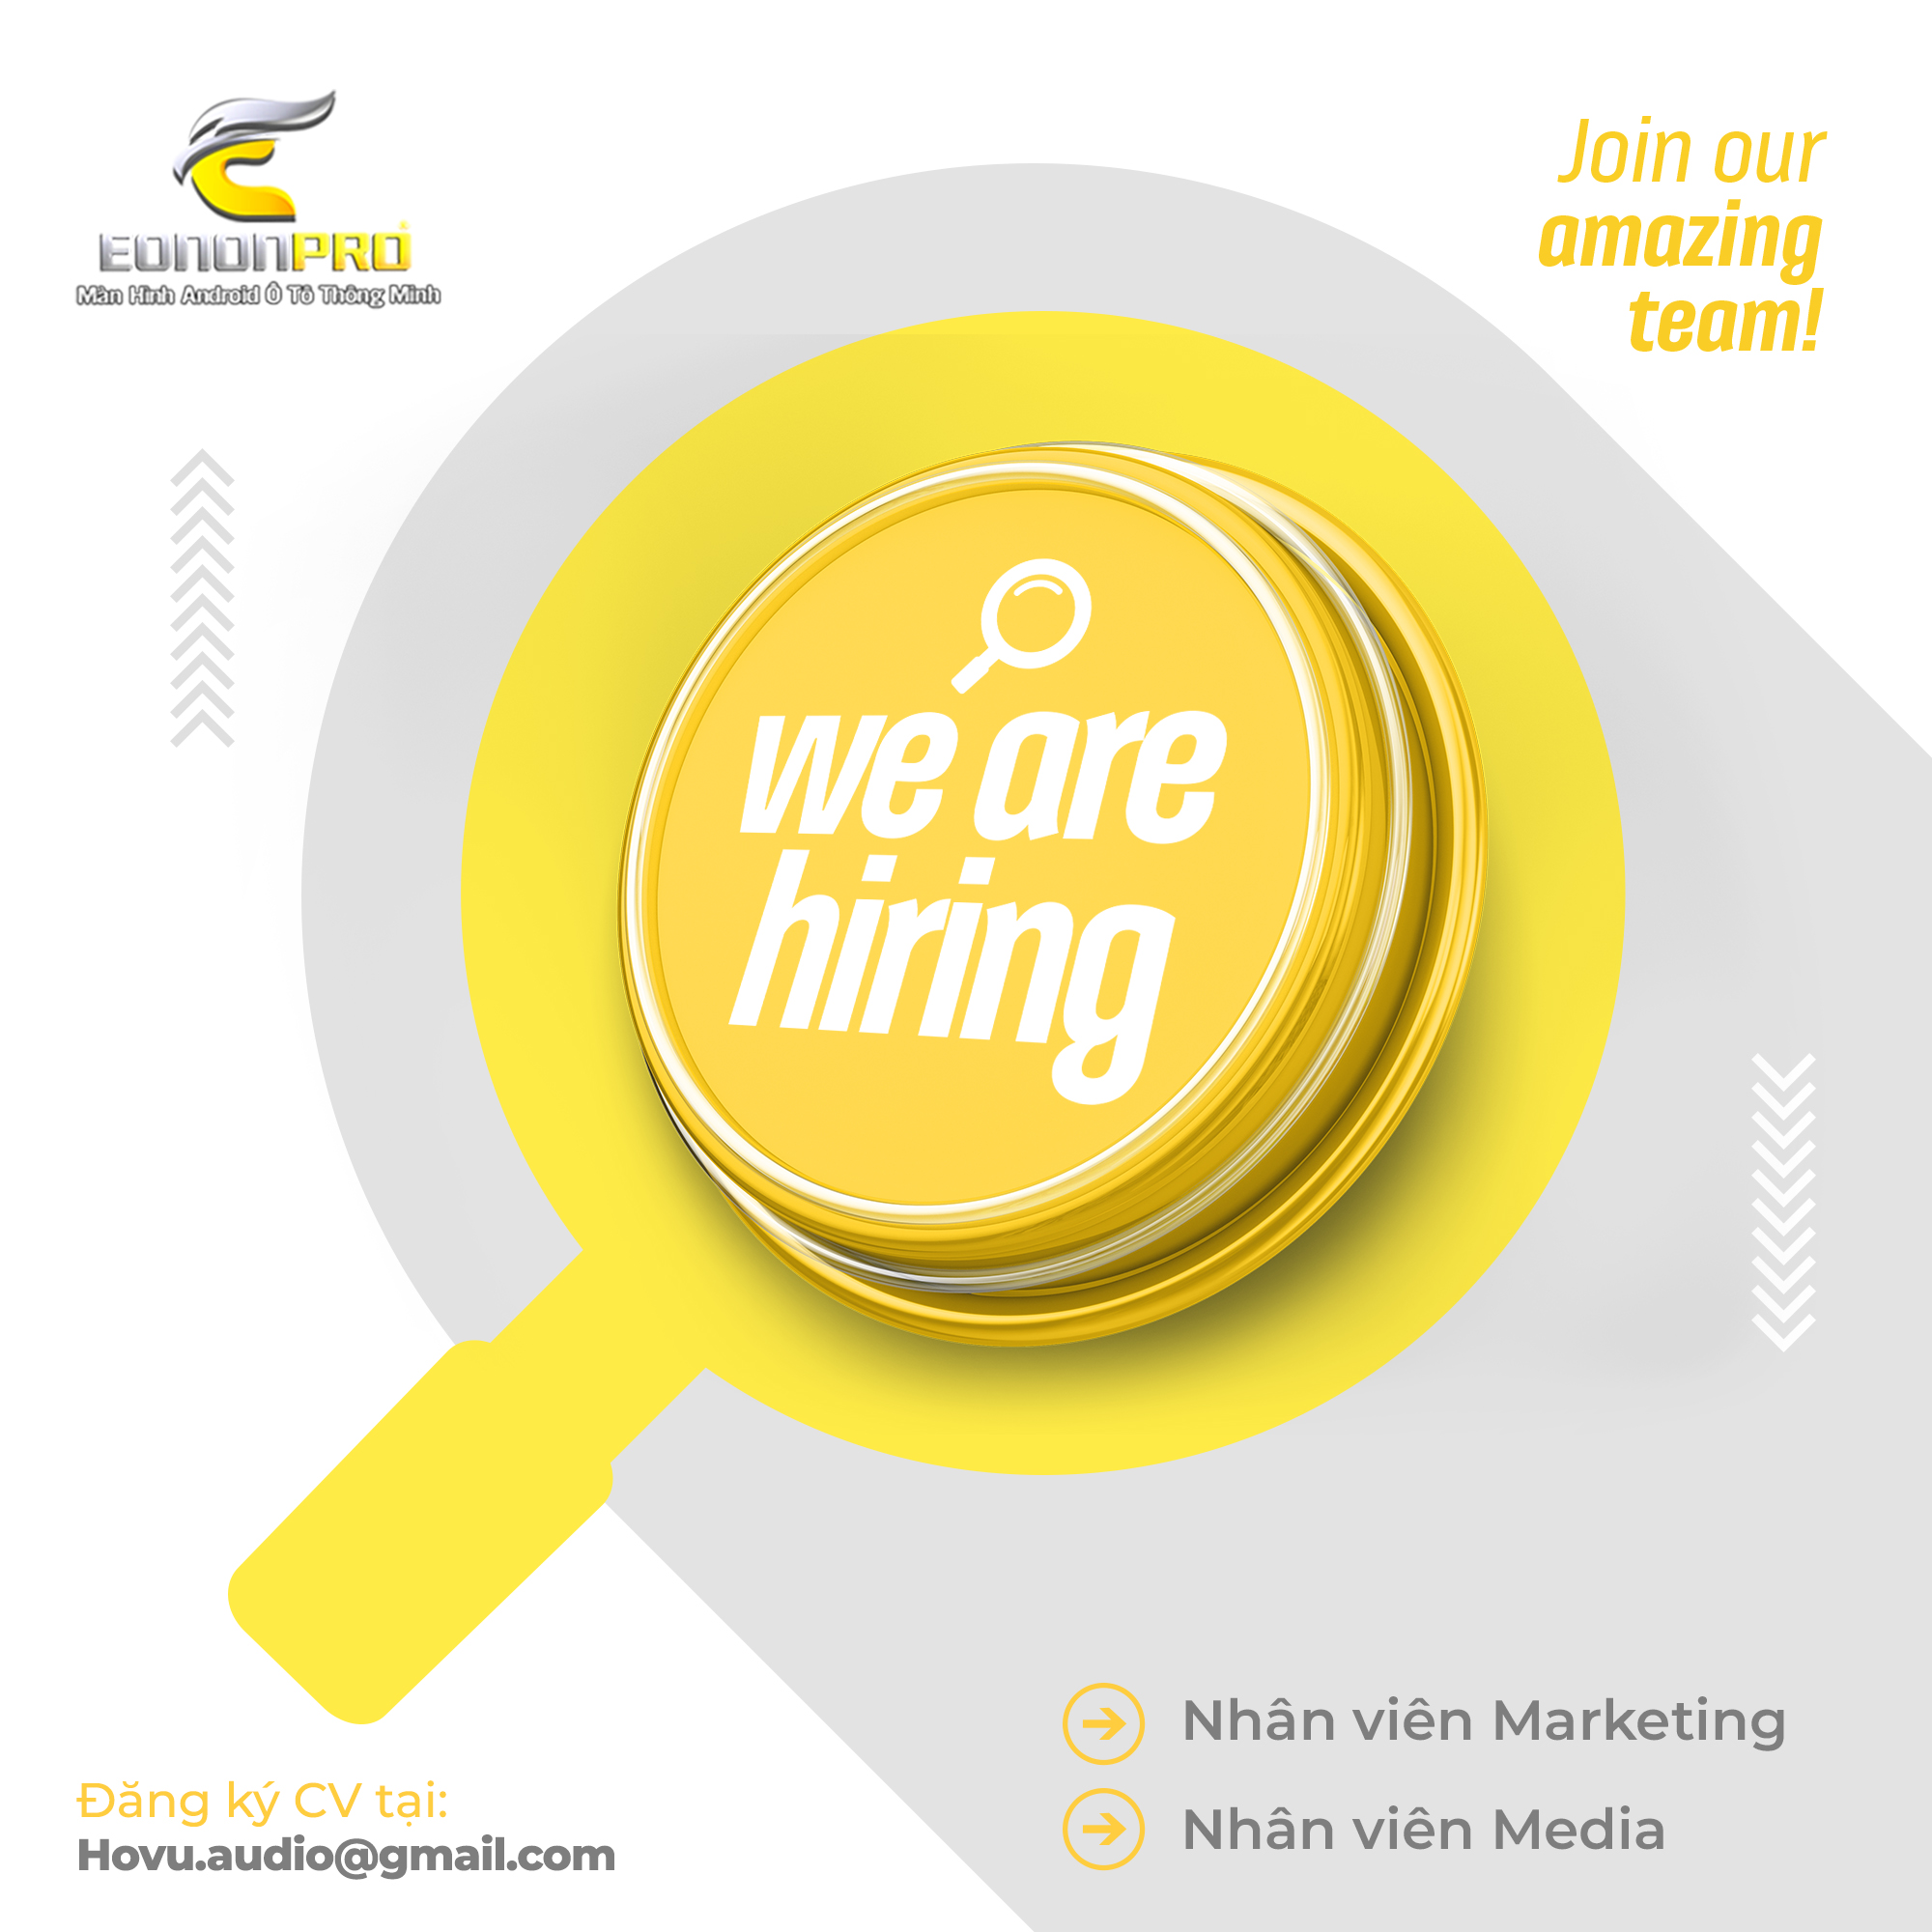 EONONPRO
Màn Hình Android Ô Tô Thông Minh
Join our
amazing
team!
we are
hiring
Nhân viên Marketing
Nhân viên Media
Đăng ký CV tại:
Hovu.audio@gmail.com